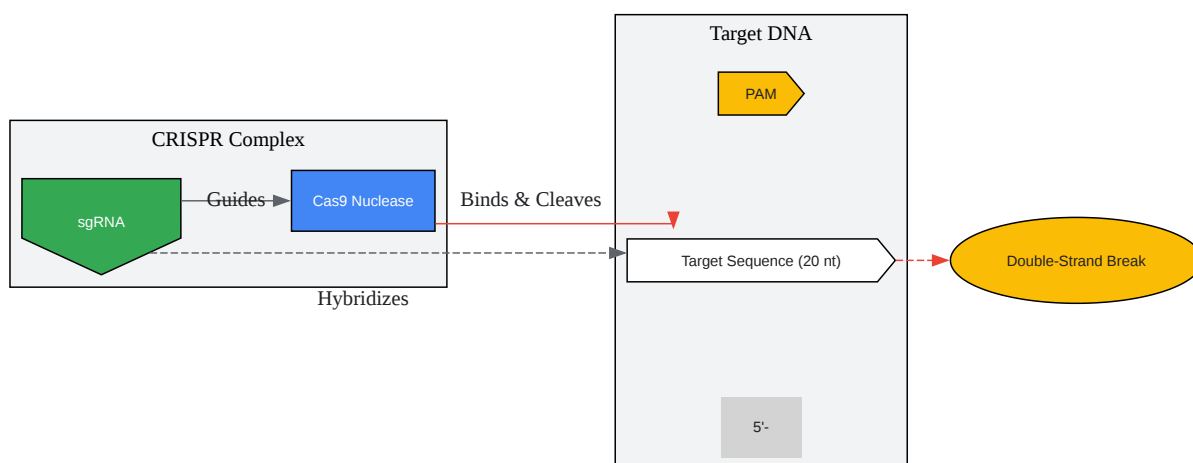 Target DNA
PAM
CRISPR Complex
sgRNA
Guides
Cas9 Nuclease
Binds & Cleaves
Target Sequence (20 nt)
Double-Strand Break
Hybridizes
5'-